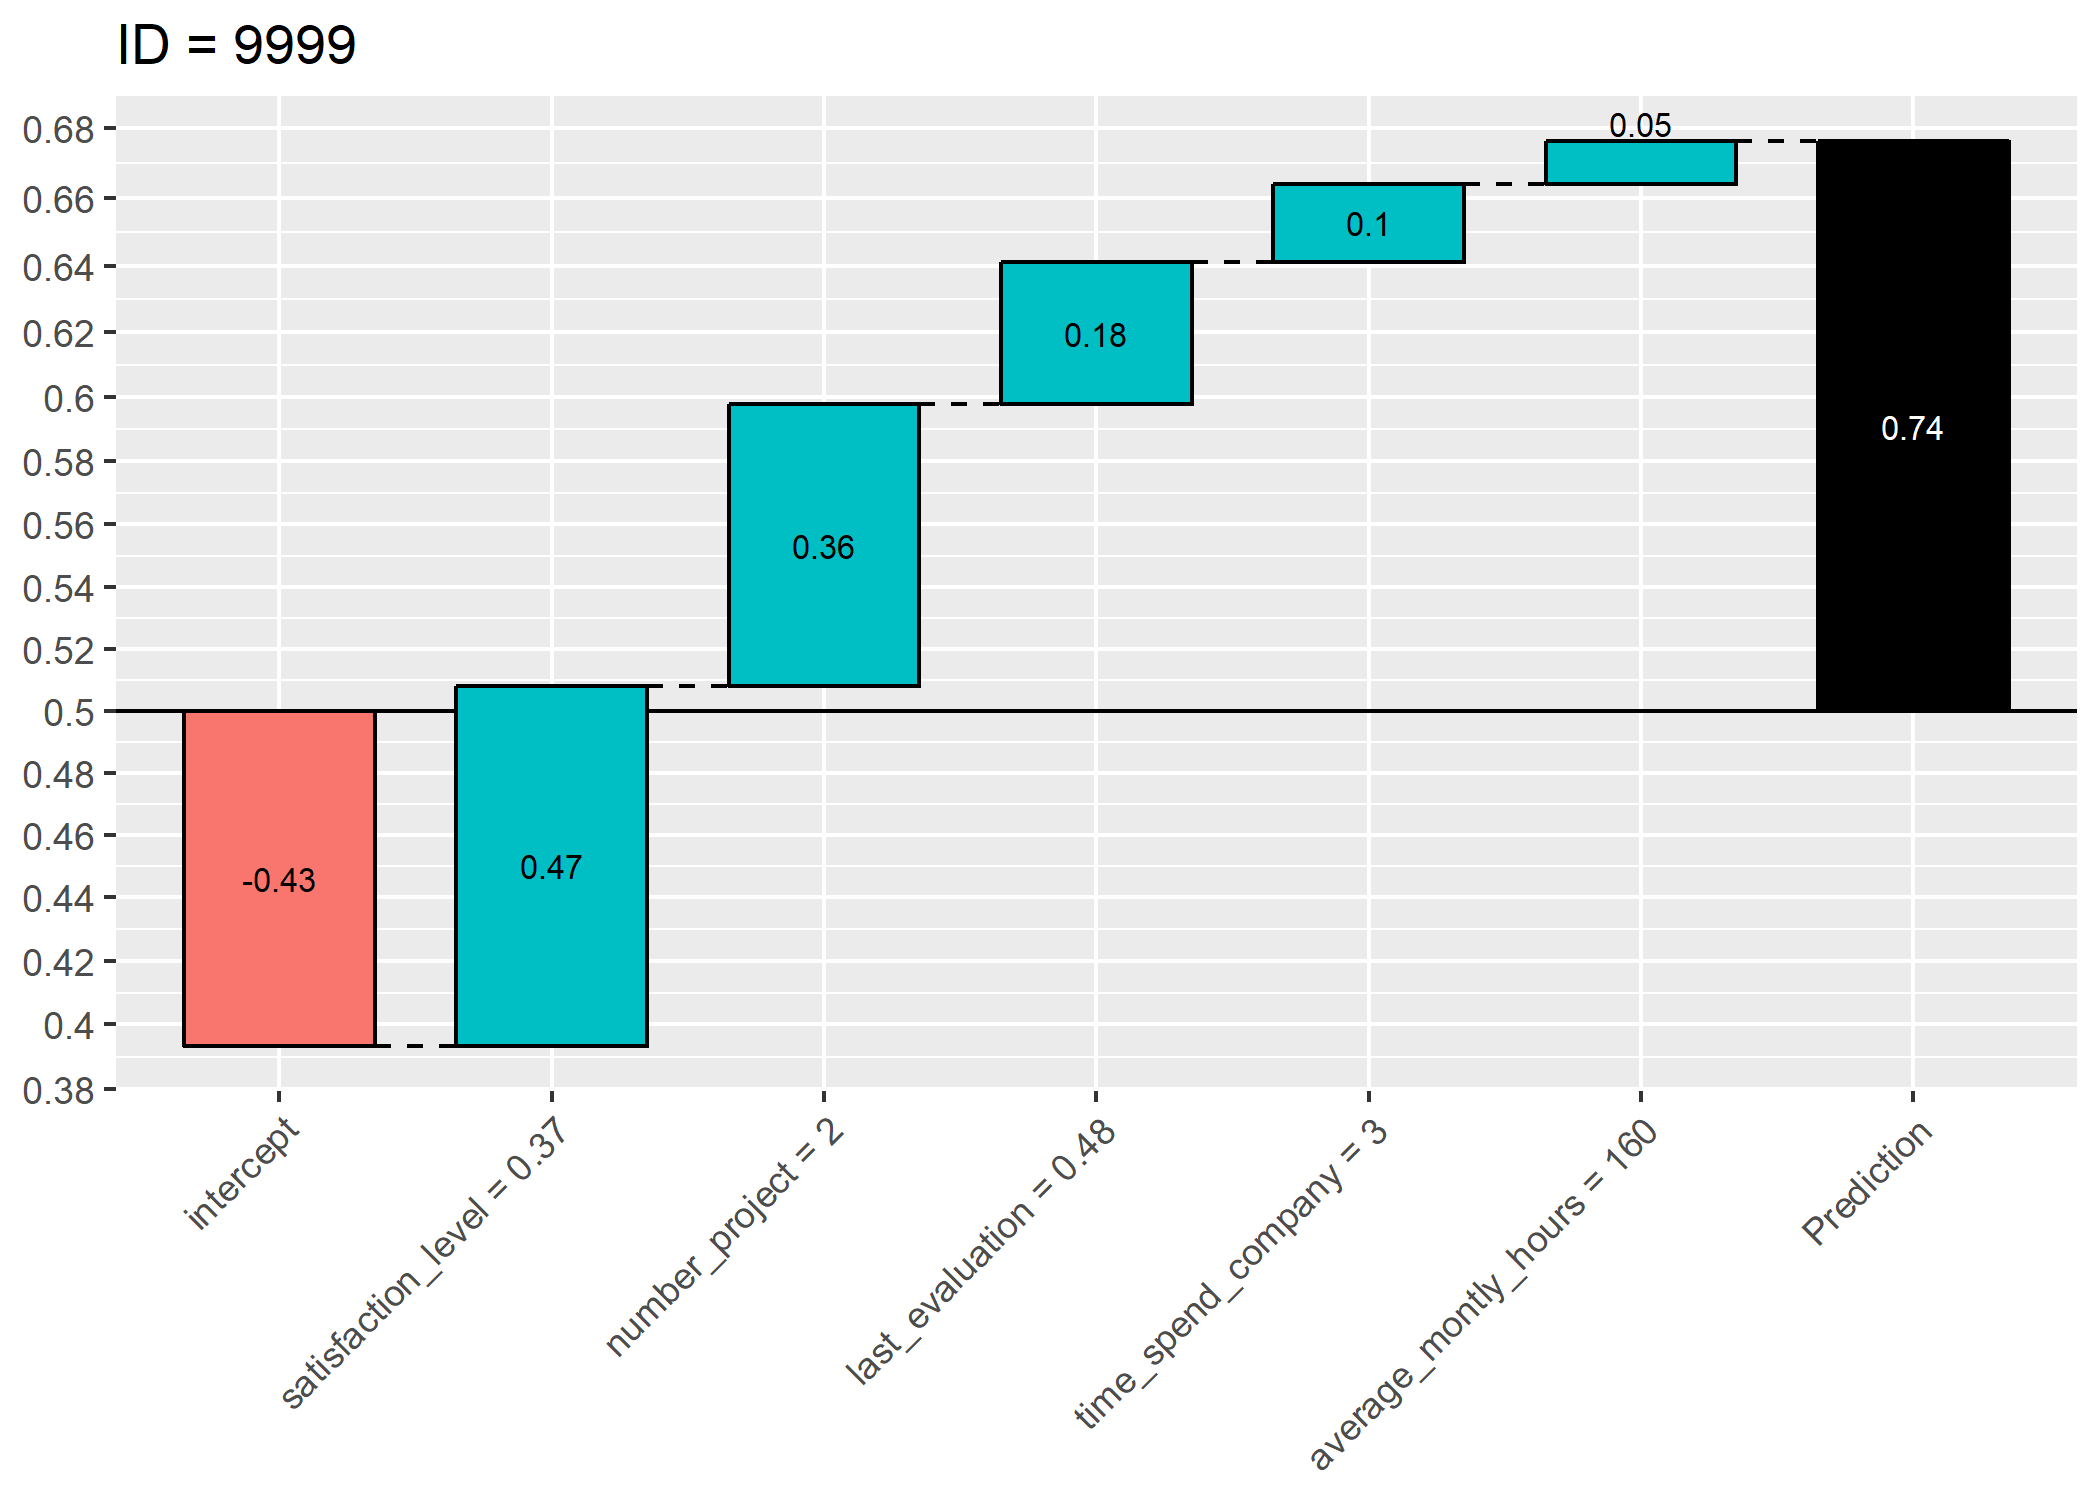 ID = 9999
0.68
0.66
0.64
0.62
0.6
0.58
0.56
0.54
0.52
0.5
0.48
0.46
0.44
0.42
0.4
0.38
-0.43
0.47
0.36
0.18
0.1
0.05
0.74
intercept
satisfaction_level = 0.37
number_project = 2
last_evaluation = 0.48
time_spend_company = 3
average_montly_hours = 160
Prediction